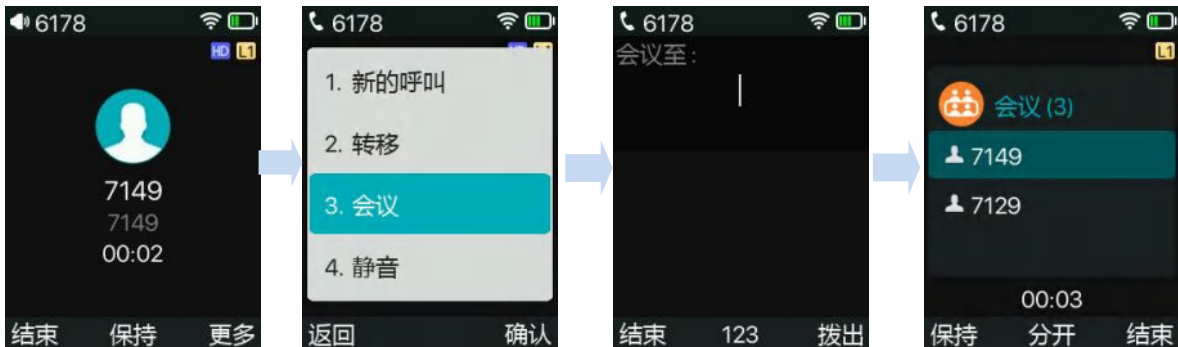 6178
HD L1
7149
7149
00:02
结束 保持 更多
6178
1. 新的呼叫
2. 转移
3. 会议
4. 静音
返回 确认
6178
会议至:
结束 123 拨出
6178
L1
会议 (3)
7149
7129
00:03
保持 分开 结束